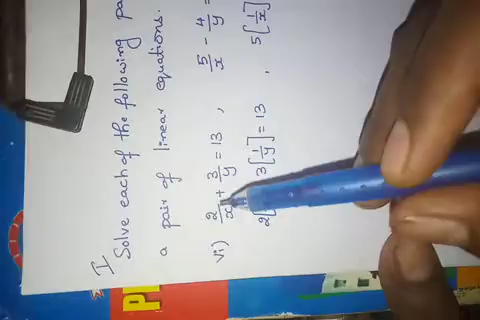 I Solve each of the following pa
a pair of linear equations.
vi) 2/x + 3/y = 13 , 5/x - 4/y =
2[ 3[1/y] = 13 , 5[1/x]